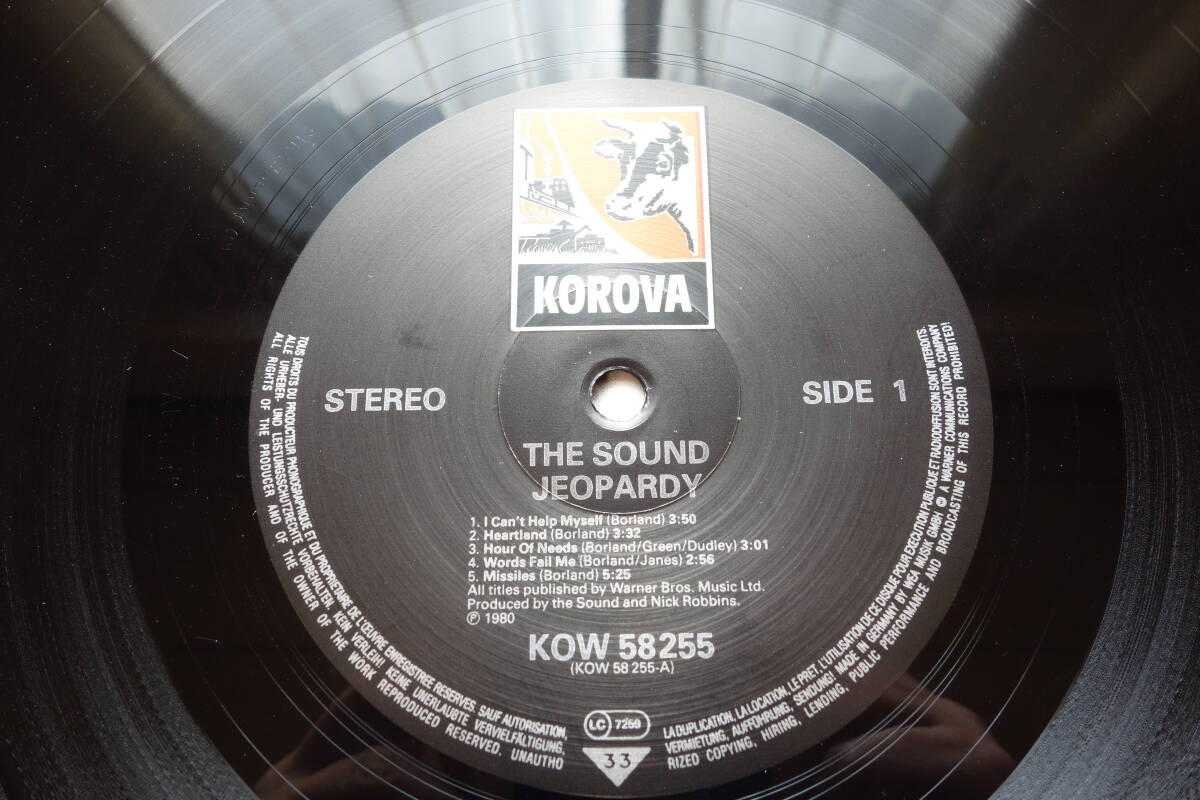 KOROVA
STEREO
SIDE 1
THE SOUND
JEOPARDY
1. I Can't Help Myself (Borland) 3:50
2. Heartland (Borland) 3:32
3. Hour Of Needs (Borland/Green/Dudley) 3:01
4. Words Fail Me (Borland/Janes) 2:56
5. Missiles (Borland) 5:25
All titles published by Warner Bros. Music Ltd.
Produced by the Sound and Nick Robbins.
℗ 1980
KOW 58 255
(KOW 58 255-A)
LC 7259
33
TOUS DROITS DU PRODUCTEUR PHONOGRAPHIQUE ET DU PROPRIETAIRE DE L'ŒUVRE ENREGISTREE RESERVES. SAUF AUTORISATION, LA DUPLICATION, LA LOCATION, LE PRET, L'UTILISATION DE CE DISQUE POUR EXECUTION PUBLIQUE ET RADIODIFFUSION SONT INTERDITS.
ALLE URHEBER- UND LEISTUNGSSCHUTZRECHTE VORBEHALTEN. KEIN VERLEIH! KEINE UNERLAUBTE VERVIELFÄLTIGUNG, VERMIETUNG, AUFFÜHRUNG, SENDUNG! MADE IN GERMANY BY WEA MUSIK GMBH ℗ A WARNER COMMUNICATIONS COMPANY
ALL RIGHTS OF THE PRODUCER AND OF THE OWNER OF THE WORK REPRODUCED RESERVED. UNAUTHORIZED COPYING, HIRING, LENDING, PUBLIC PERFORMANCE AND BROADCASTING OF THIS RECORD PROHIBITED!